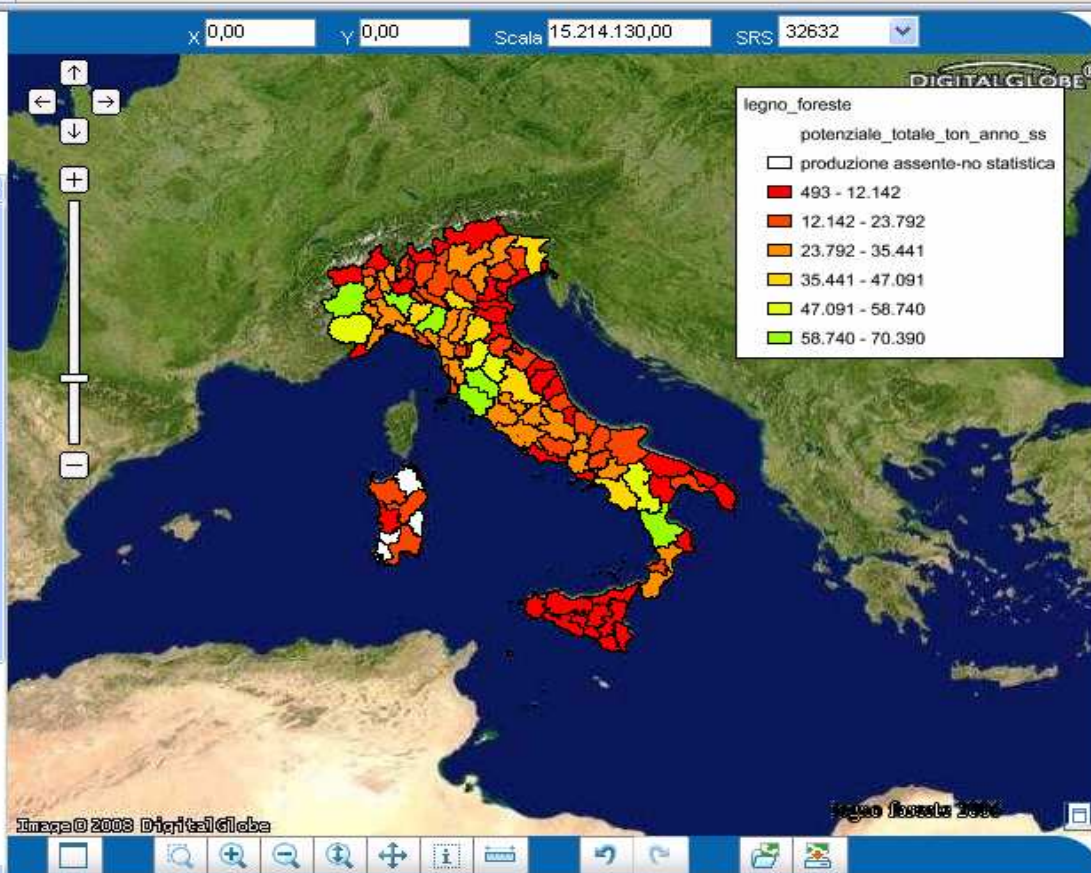 X 0,00 Y 0,00 Scala 15.214.130,00 SRS 32632
DIGITALGLOBE
legno_foreste
potenziale_totale_ton_anno_ss
produzione assente-no statistica
493 - 12.142
12.142 - 23.792
23.792 - 35.441
35.441 - 47.091
47.091 - 58.740
58.740 - 70.390
Image © 2008 DigitalGlobe
legno foreste